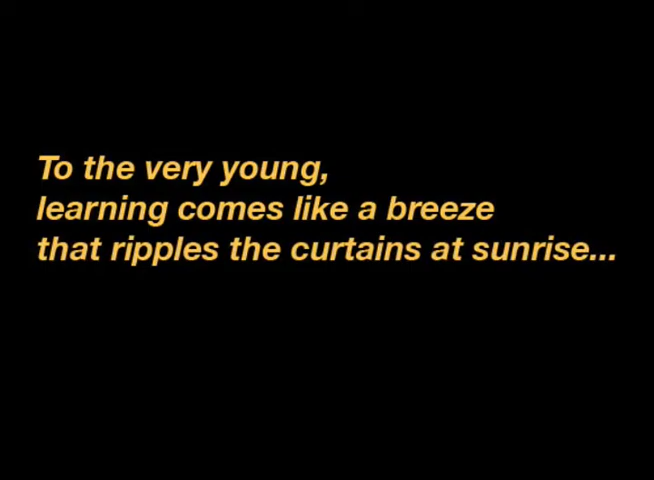 To the very young,
learning comes like a breeze
that ripples the curtains at sunrise...